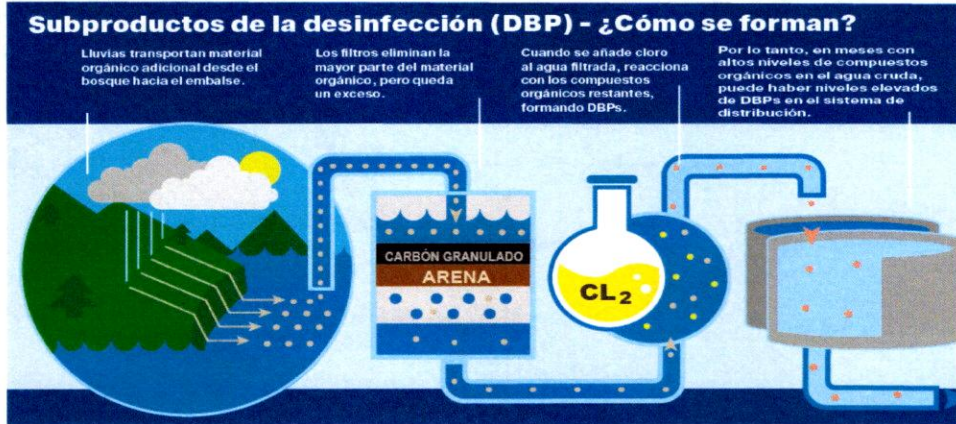 Subproductos de la desinfección (DBP) - ¿Cómo se forman?
Lluvias transportan material
orgánico adicional desde el
bosque hacia el embalse.
Los filtros eliminan la
mayor parte del material
orgánico, pero queda
un exceso.
Cuando se añade cloro
al agua filtrada, reacciona
con los compuestos
orgánicos restantes,
formando DBPs.
Por lo tanto, en meses con
altos niveles de compuestos
orgánicos en el agua cruda,
puede haber niveles elevados
de DBPs en el sistema de
distribución.
CARBÓN GRANULADO
ARENA
CL2